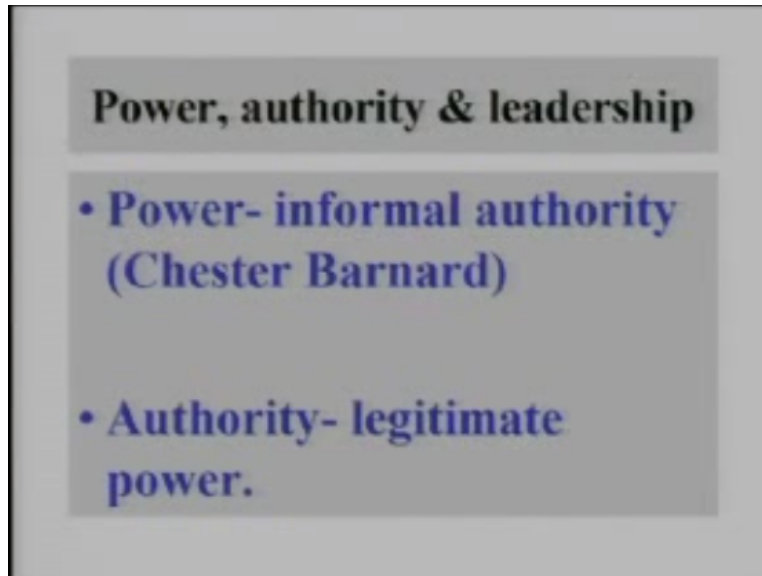 Power, authority & leadership
• Power- informal authority
(Chester Barnard)
• Authority- legitimate
power.